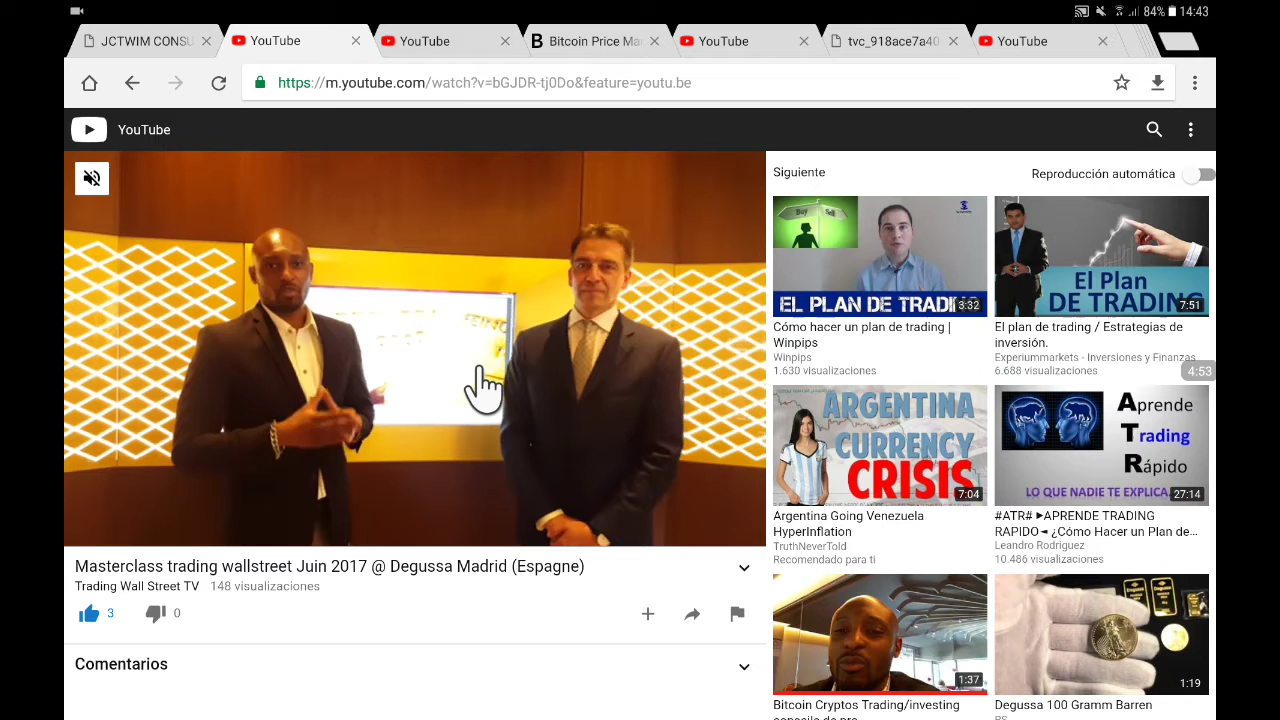 84% 14:43
JCTWIM CONSU
YouTube
YouTube
Bitcoin Price Ma
YouTube
tvc_918ace7a40
YouTube
https://m.youtube.com/watch?v=bGJDR-tj0Do&feature=youtu.be
YouTube
Siguiente
Reproducción automática
Buy Sell
EL PLAN DE TRADI
3:32
Cómo hacer un plan de trading |
Winpips
Winpips
1.630 visualizaciones
El Plan
DE TRADING
7:51
El plan de trading / Estrategias de
inversión.
Experiummarkets - Inversiones y Finanzas
6.688 visualizaciones
4:53
ARGENTINA
CURRENCY
CRISIS
7:04
Argentina Going Venezuela
HyperInflation
TruthNeverTold
Recomendado para ti
Aprende
Trading
Rápido
LO QUE NADIE TE EXPLICA
27:14
#ATR# ►APRENDE TRADING
RAPIDO◄ ¿Cómo Hacer un Plan de...
Leandro Rodriguez
10.486 visualizaciones
Masterclass trading wallstreet Juin 2017 @ Degussa Madrid (Espagne)
Trading Wall Street TV 148 visualizaciones
3 0
Comentarios
1:37
Bitcoin Cryptos Trading/investing
Degussa Degussa
1:19
Degussa 100 Gramm Barren